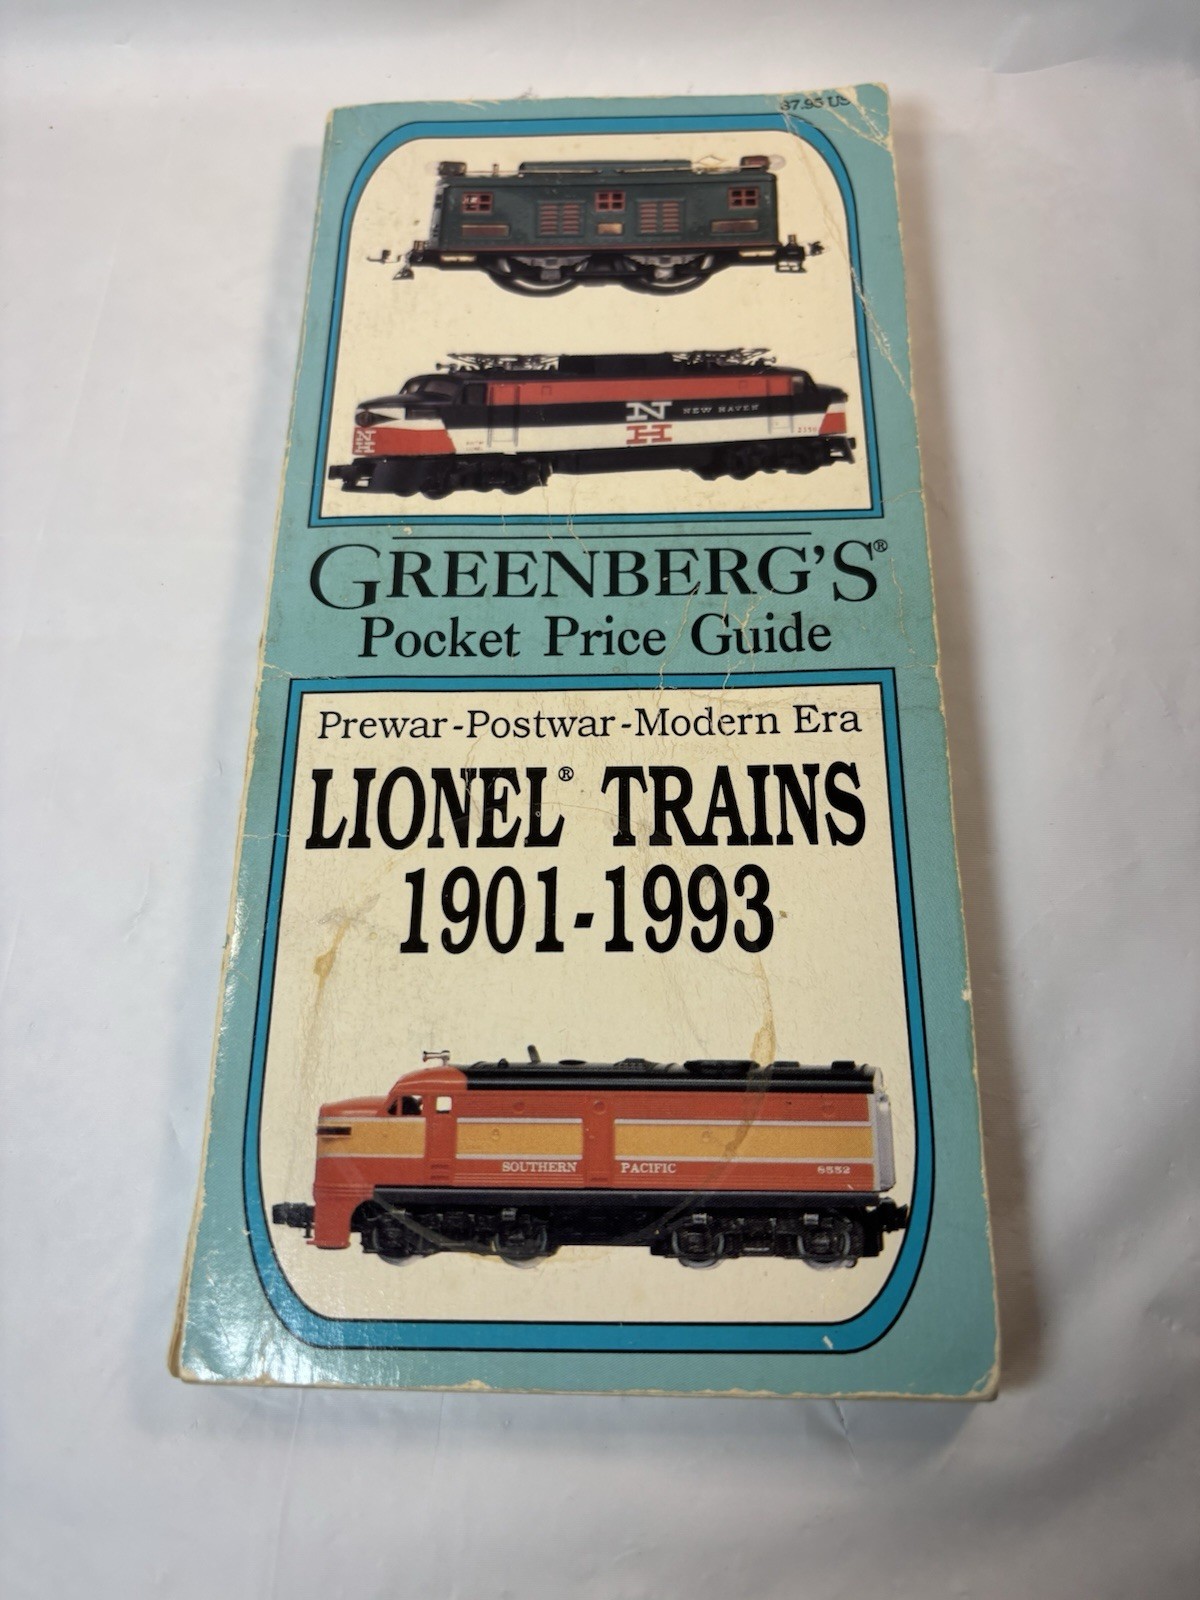 $7.95 US
N
H
NEW HAVEN
GREENBERG'S®
Pocket Price Guide
Prewar-Postwar-Modern Era
LIONEL® TRAINS
1901-1993
SOUTHERN PACIFIC 8552